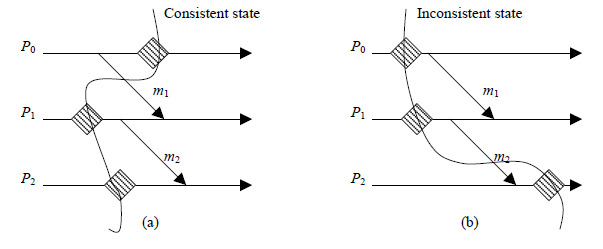 Consistent state
P0
m1
P1
m2
P2
(a)
Inconsistent state
P0
m1
P1
m2
P2
(b)